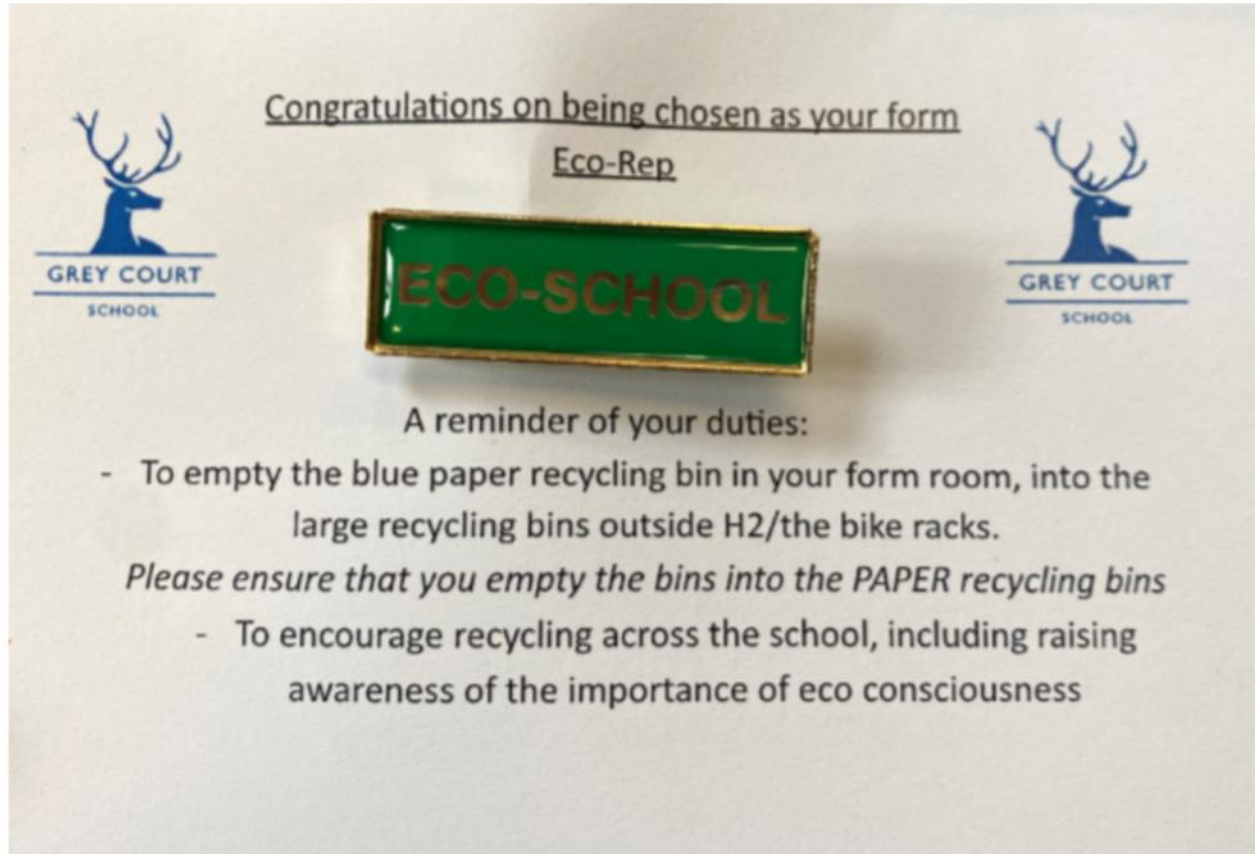 Congratulations on being chosen as your form
Eco-Rep
GREY COURT
SCHOOL
GREY COURT
SCHOOL
ECO-SCHOOL
A reminder of your duties:
- To empty the blue paper recycling bin in your form room, into the
large recycling bins outside H2/the bike racks.
Please ensure that you empty the bins into the PAPER recycling bins
- To encourage recycling across the school, including raising
awareness of the importance of eco consciousness